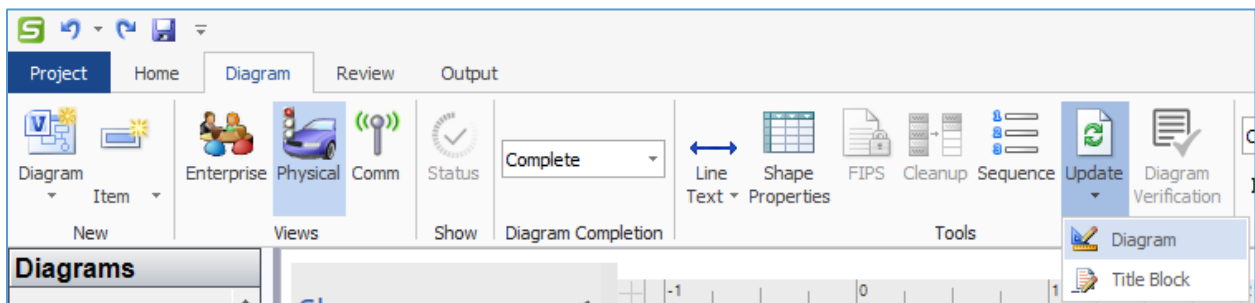 Project Home Diagram Review Output
Diagram Item Enterprise Physical Comm Status Complete Line Text Shape Properties FIPS Cleanup Sequence Update Diagram Verification
New Views Show Diagram Completion Tools
Diagram
Title Block
Diagrams
-1 0 1